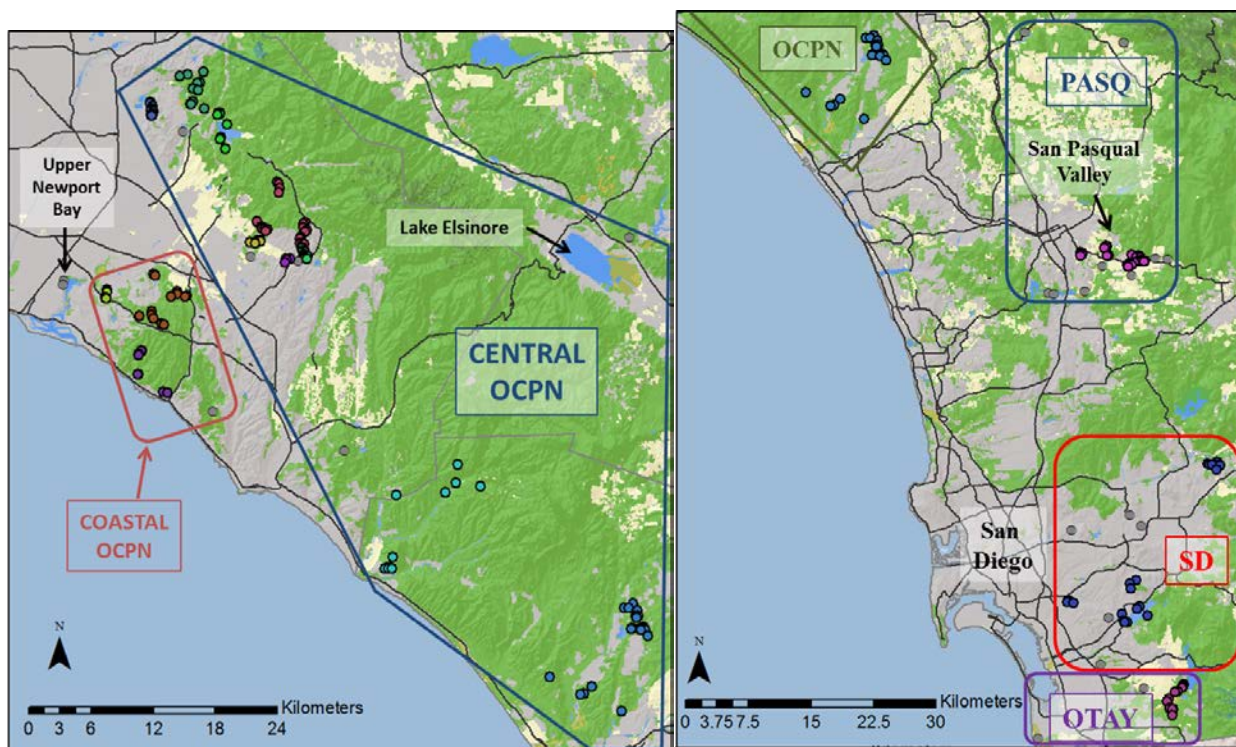 Upper
Newport
Bay
Lake Elsinore
CENTRAL
OCPN
COASTAL
OCPN
N
Kilometers
0 3 6 12 18 24
OCPN
PASQ
San Pasqual
Valley
San
Diego
SD
OTAY
N
Kilometers
0 3.75 7.5 15 22.5 30